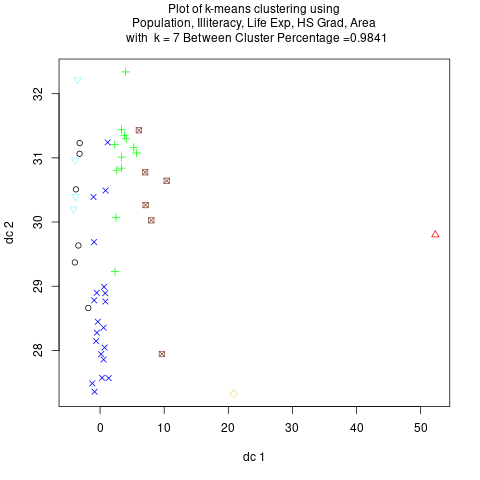 Plot of k-means clustering using
Population, Illiteracy, Life Exp, HS Grad, Area
with k = 7 Between Cluster Percentage =0.9841
32
31
30
29
28
dc 2
0
10
20
30
40
50
dc 1